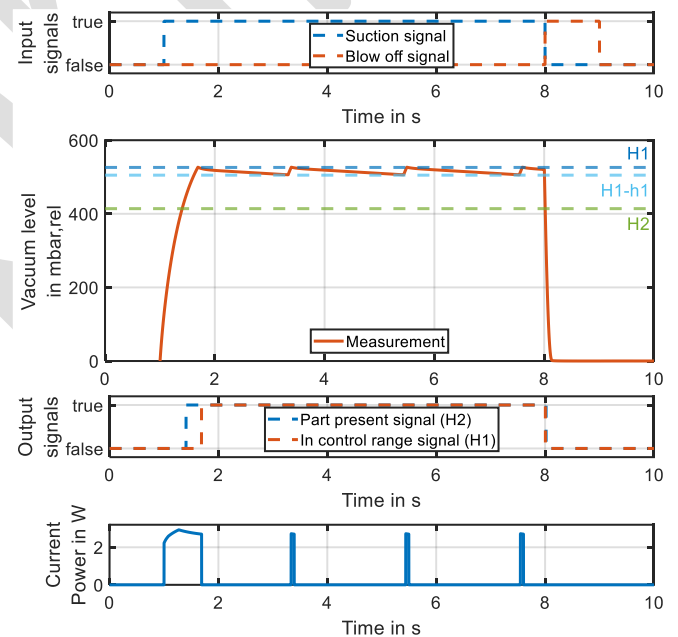 Input
signals
true
false
Suction signal
Blow off signal
0 2 4 6 8 10
Time in s
Vacuum level
in mbar,rel
600
400
200
0
H1
H1-h1
H2
Measurement
0 2 4 6 8 10
Output
signals
true
false
Part present signal (H2)
In control range signal (H1)
0 2 4 6 8 10
Time in s
Current
Power in W
2
0
0 2 4 6 8 10
Time in s